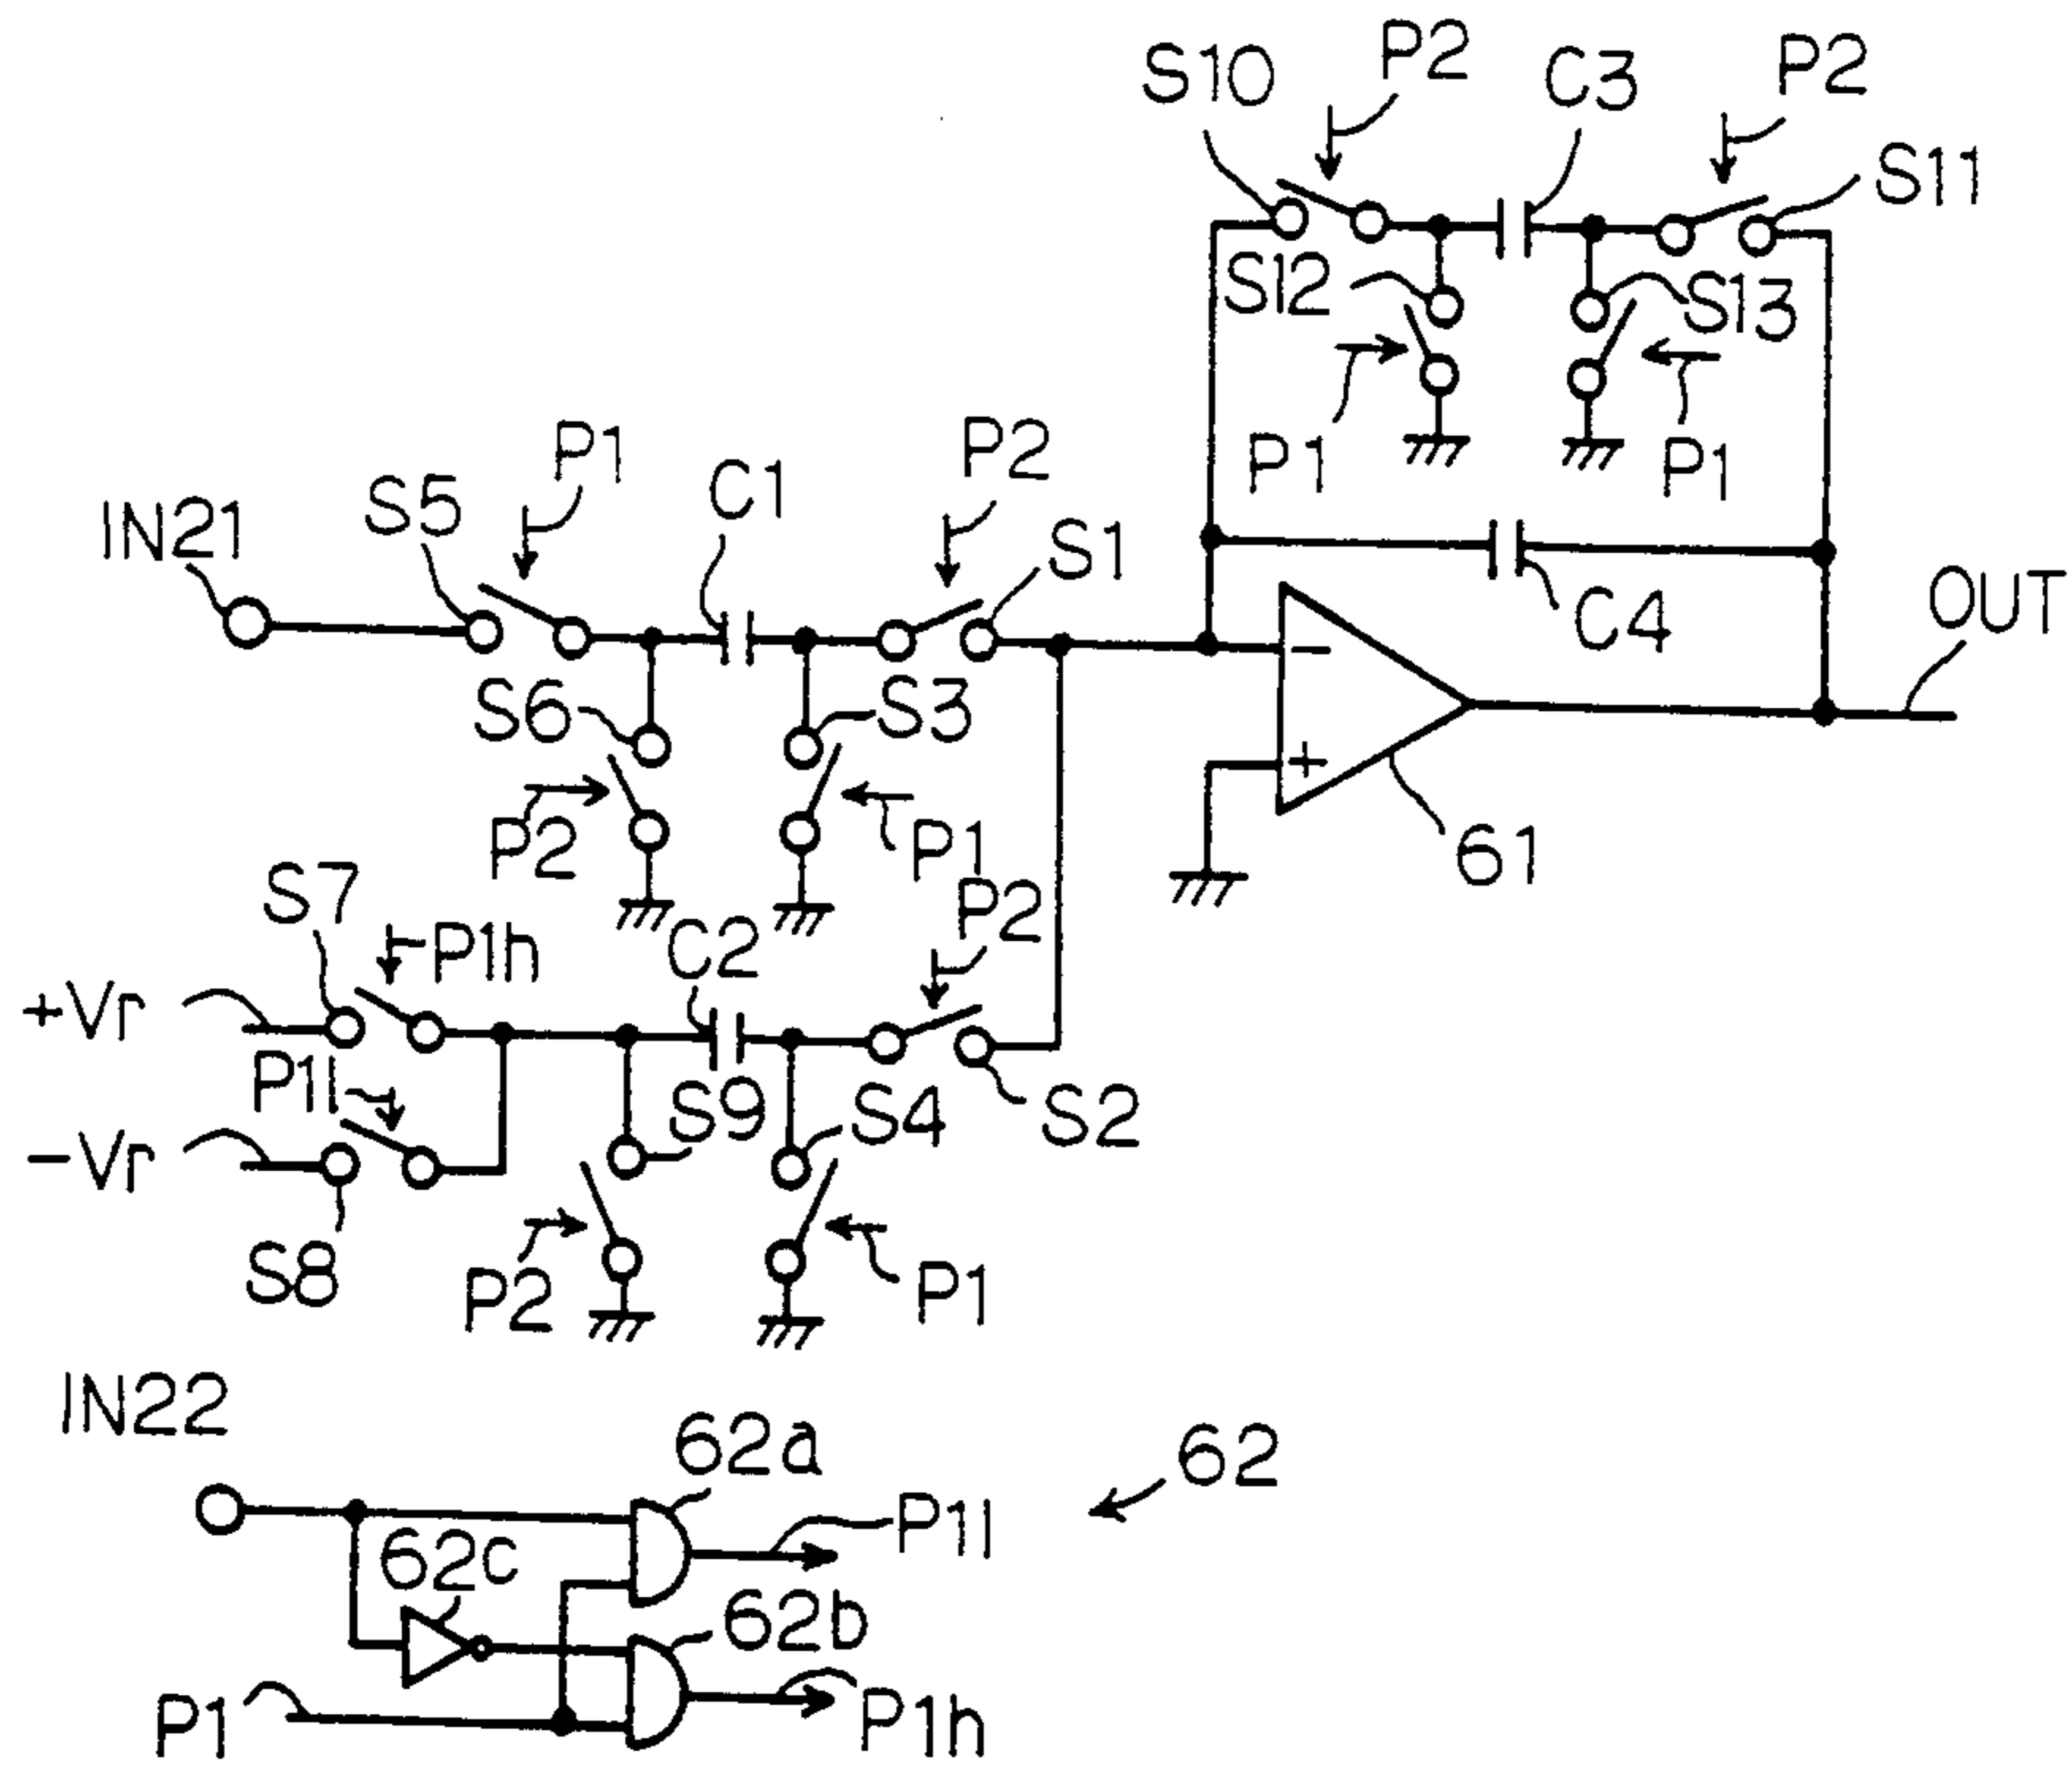 S10 P2 C3 P2
S11
S12 S13
P1 P1
P1 C1 P2
IN21 S5 S1
C4 OUT
S6 S3
P2 P1 61
S7 P1h C2 P2
+Vr
P1l S9 S4 S2
-Vr
S8 P2 P1
IN22
62a 62
P1l
62c
62b
P1 P1h
- 
+